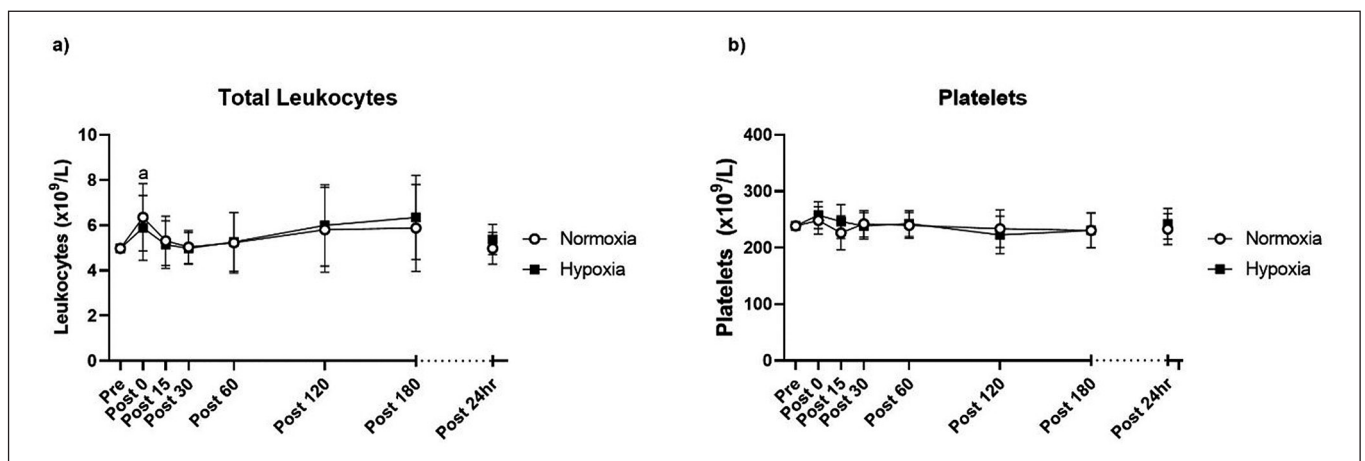 a)
Total Leukocytes
Leukocytes (x10⁹/L)
10
8
6
4
2
0
a
Pre
Post 0
Post 15
Post 30
Post 60
Post 120
Post 180
Post 24hr
Normoxia
Hypoxia
b)
Platelets
Platelets (x10⁹/L)
400
300
200
100
0
Pre
Post 0
Post 15
Post 30
Post 60
Post 120
Post 180
Post 24hr
Normoxia
Hypoxia